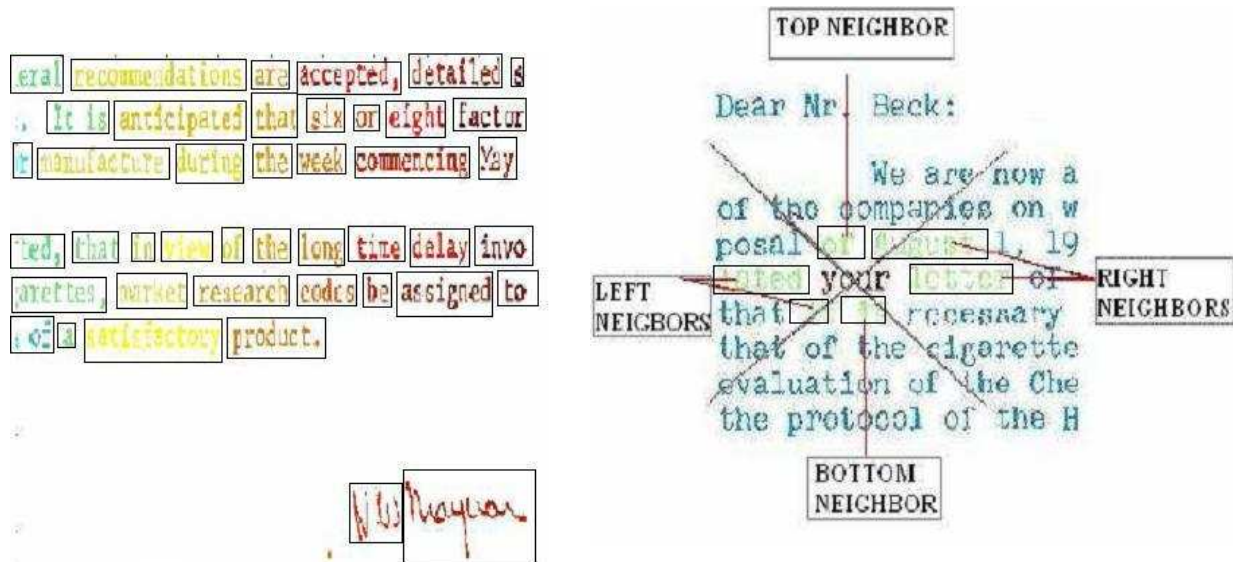 eral recommendations are accepted, detailed s
. It is anticipated that six or eight factur
or manufacture during the week commencing May
ted, that in view of the long time delay invo
garettes, market research codes be assigned to
of a satisfactory product.
TOP NEIGHBOR
Dear Mr. Beck:
We are now a
of the companies on w
posal of August 1, 19
your letter of
that is necessary
that of the cigarette
evaluation of the Che
the protocol of the H
LEFT
NEIGBORS
RIGHT
NEIGHBORS
BOTTOM
NEIGHBOR